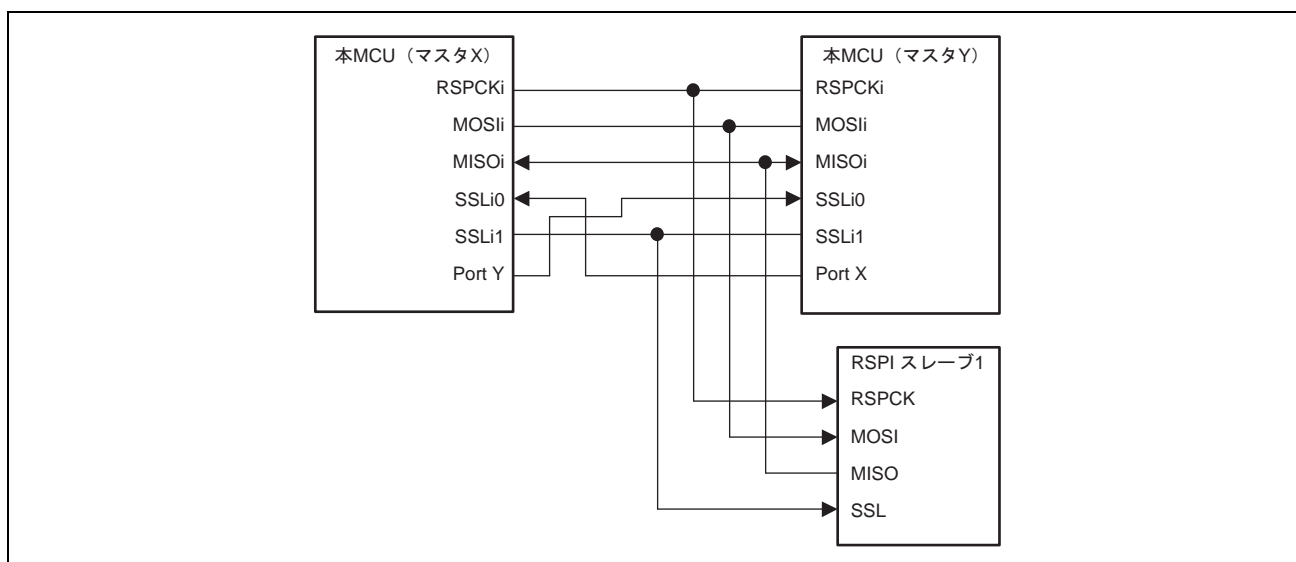 本MCU（マスタX）
RSPCKi
MOSIi
MISOi
SSLi0
SSLi1
Port Y
本MCU（マスタY）
RSPCKi
MOSIi
MISOi
SSLi0
SSLi1
Port X
RSPI スレーブ1
RSPCK
MOSI
MISO
SSL